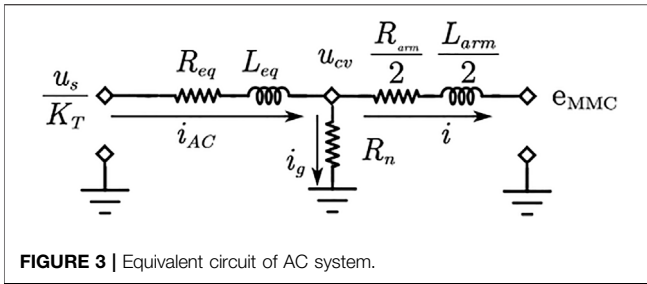 u_s
K_T
R_eq
L_eq
u_cv
R_arm
2
L_arm
2
e_MMC
i_AC
i_g
R_n
i
FIGURE 3 | Equivalent circuit of AC system.